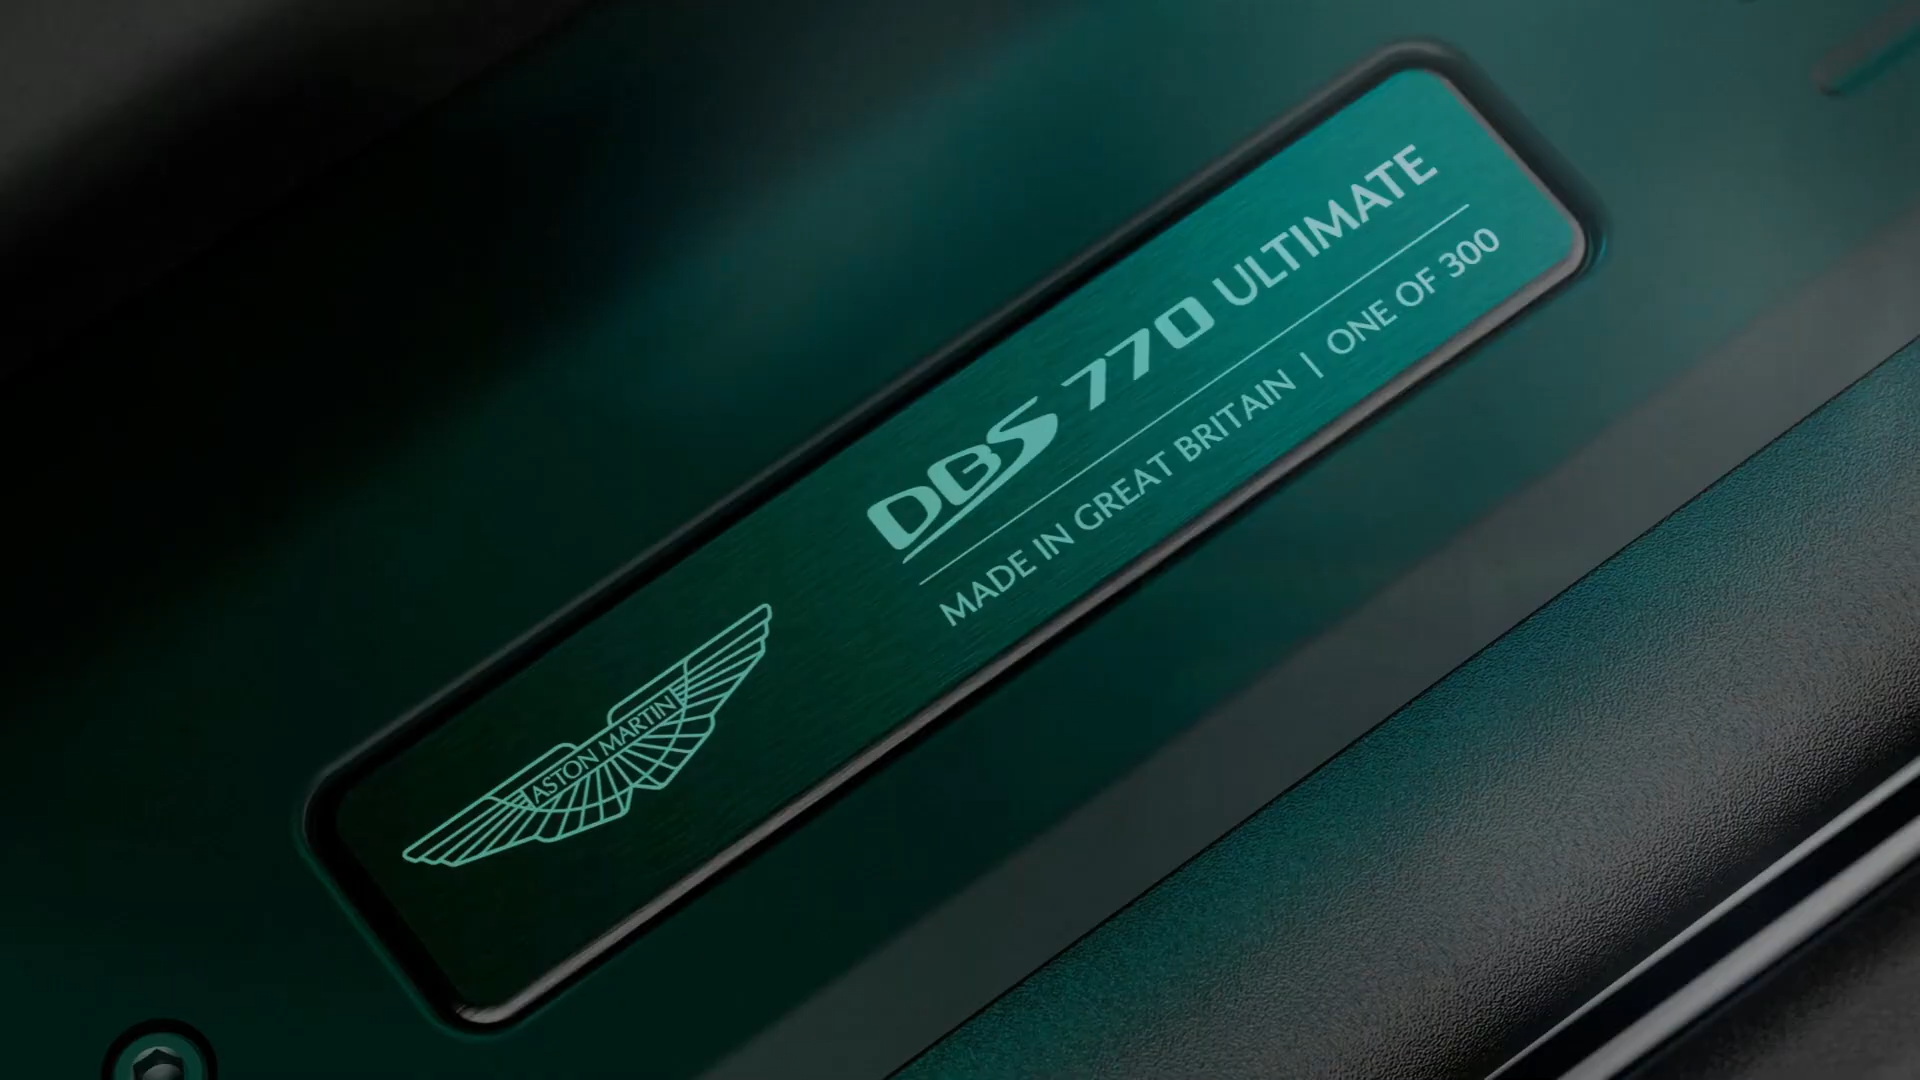 DBS 770 ULTIMATE
MADE IN GREAT BRITAIN | ONE OF 300
ASTON MARTIN